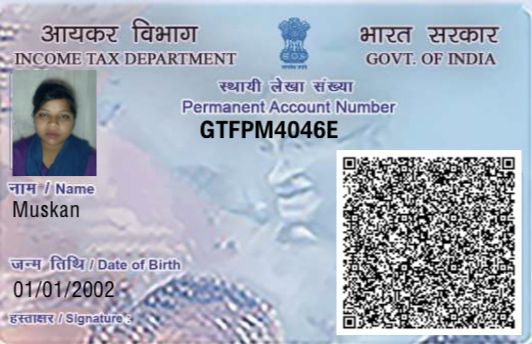 आयकर विभाग
INCOME TAX DEPARTMENT
भारत सरकार
GOVT. OF INDIA
स्थायी लेखा संख्या
Permanent Account Number
GTFPM4046E
नाम / Name
Muskan
जन्म तिथि / Date of Birth
01/01/2002
हस्ताक्षर / Signature :